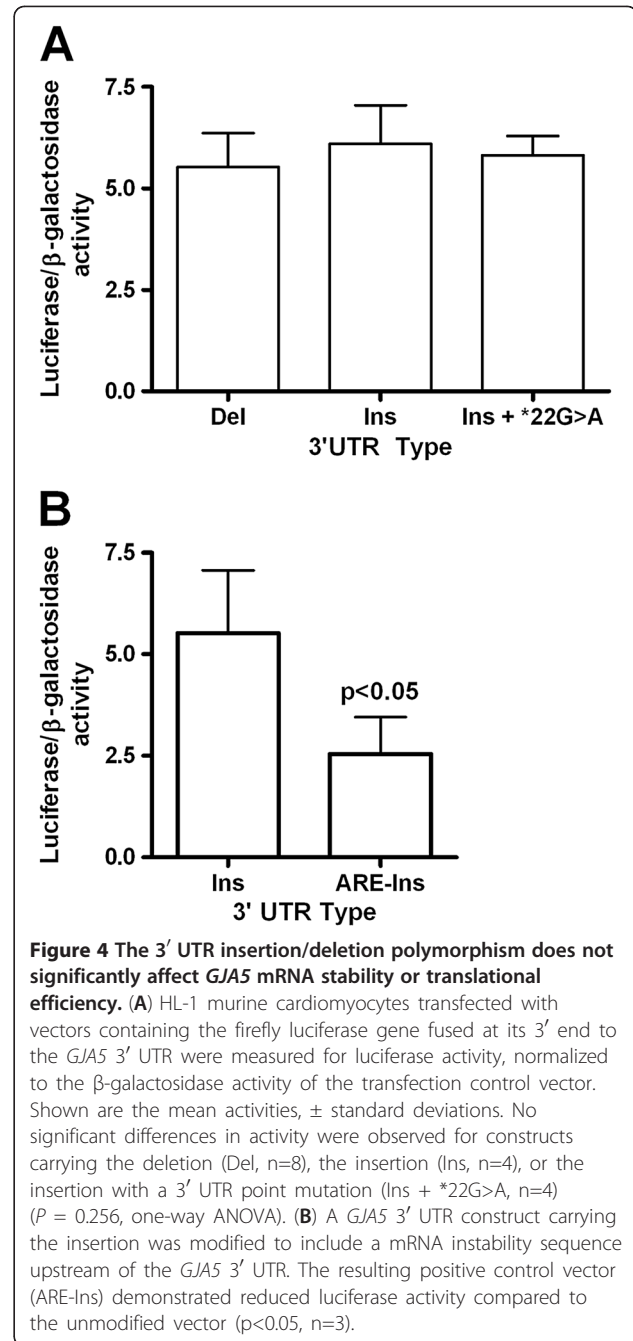 A
Luciferase/β-galactosidase
activity
7.5
5.0
2.5
0.0
Del Ins Ins + *22G>A
3'UTR Type
B
Luciferase/β-galactosidase
activity
7.5
5.0
2.5
0.0
p<0.05
Ins ARE-Ins
3' UTR Type
Figure 4 The 3′ UTR insertion/deletion polymorphism does not
significantly affect GJA5 mRNA stability or translational
efficiency. (A) HL-1 murine cardiomyocytes transfected with
vectors containing the firefly luciferase gene fused at its 3′ end to
the GJA5 3′ UTR were measured for luciferase activity, normalized
to the β-galactosidase activity of the transfection control vector.
Shown are the mean activities, ± standard deviations. No
significant differences in activity were observed for constructs
carrying the deletion (Del, n=8), the insertion (Ins, n=4), or the
insertion with a 3′ UTR point mutation (Ins + *22G>A, n=4)
(P = 0.256, one-way ANOVA). (B) A GJA5 3′ UTR construct carrying
the insertion was modified to include a mRNA instability sequence
upstream of the GJA5 3′ UTR. The resulting positive control vector
(ARE-Ins) demonstrated reduced luciferase activity compared to
the unmodified vector (p<0.05, n=3).